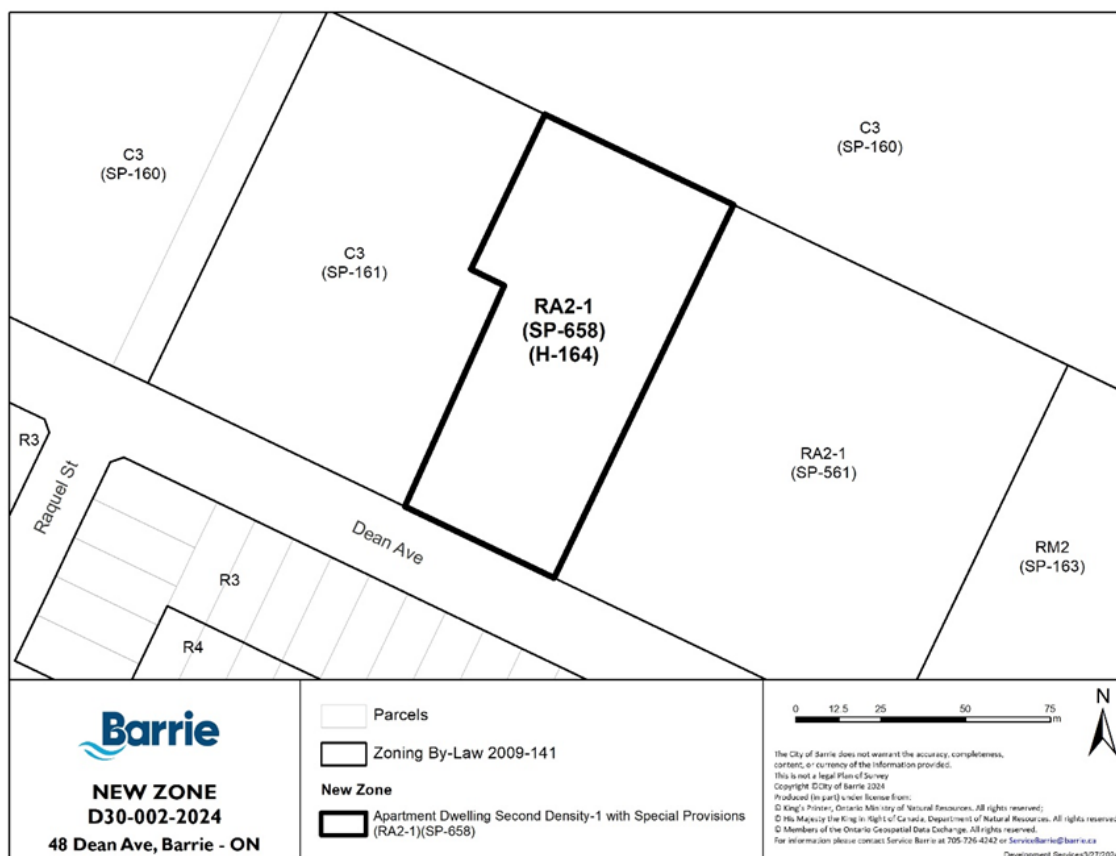 C3
(SP-160)
C3
(SP-160)
C3
(SP-161)
RA2-1
(SP-658)
(H-164)
RA2-1
(SP-561)
RM2
(SP-163)
R3
Raquel St
Dean Ave
R3
R4
Barrie
NEW ZONE
D30-002-2024
48 Dean Ave, Barrie - ON
Parcels
Zoning By-Law 2009-141
New Zone
Apartment Dwelling Second Density-1 with Special Provisions
(RA2-1)(SP-658)
0 12.5 25 50 75
m
N
The City of Barrie does not warrant the accuracy, completeness,
content, or currency of the information provided.
This is not a legal Plan of Survey
Copyright ©City of Barrie 2024
Produced (in part) under license from:
© King's Printer, Ontario Ministry of Natural Resources. All rights reserved;
© His Majesty the King in Right of Canada, Department of Natural Resources. All rights reserved;
© Members of the Ontario Geospatial Data Exchange. All rights reserved.
For information please contact Service Barrie at 705-726-4242 or ServiceBarrie@barrie.ca
Development Services